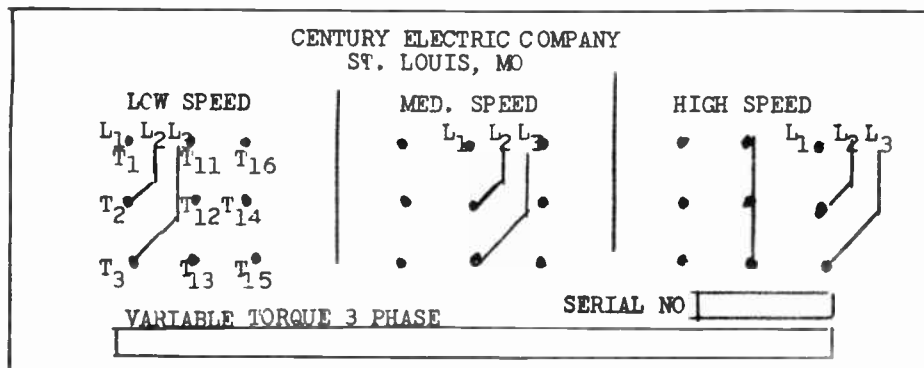 CENTURY ELECTRIC COMPANY
ST. LOUIS, MO
LOW SPEED
MED. SPEED
HIGH SPEED
L1 L2 L3
L1 L2 L3
L1 L2 L3
T1 T11 T16
T2 T12 T14
T3 T13 T15
SERIAL NO
VARIABLE TORQUE 3 PHASE